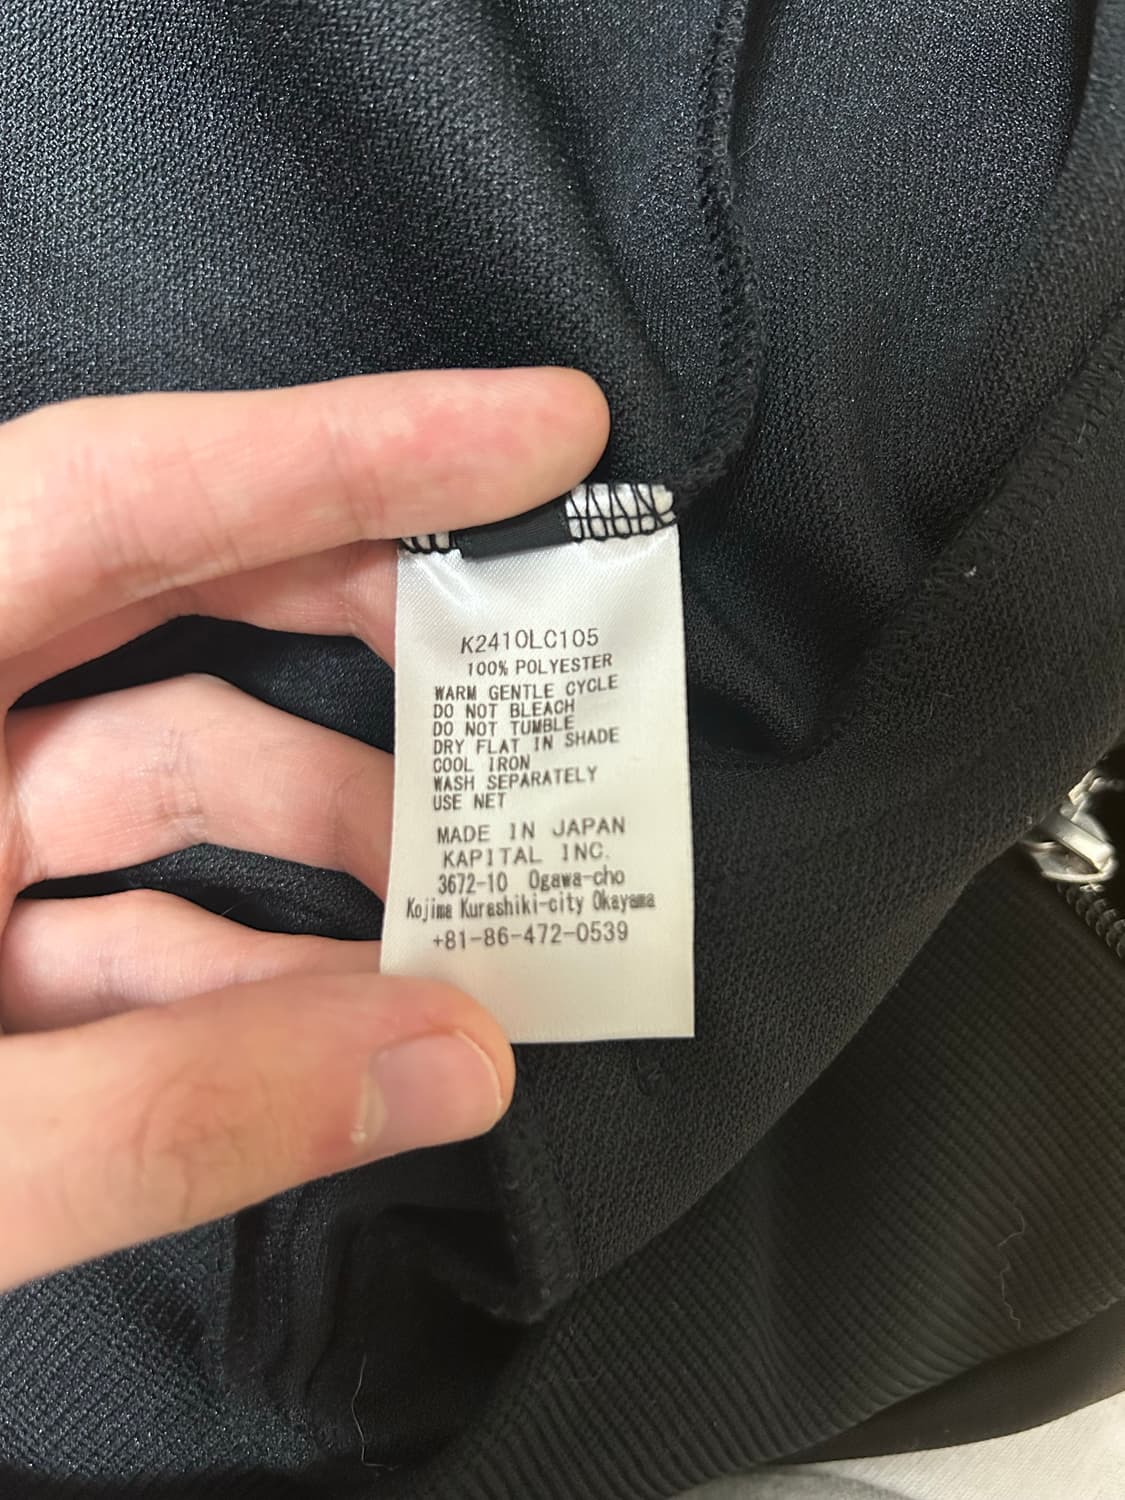 K2410LC105
100% POLYESTER
WARM GENTLE CYCLE
DO NOT BLEACH
DO NOT TUMBLE
DRY FLAT IN SHADE
COOL IRON
WASH SEPARATELY
USE NET
MADE IN JAPAN
KAPITAL INC.
3672-10 Ogawa-cho
Kojima Kurashiki-city Okayama
+81-86-472-0539